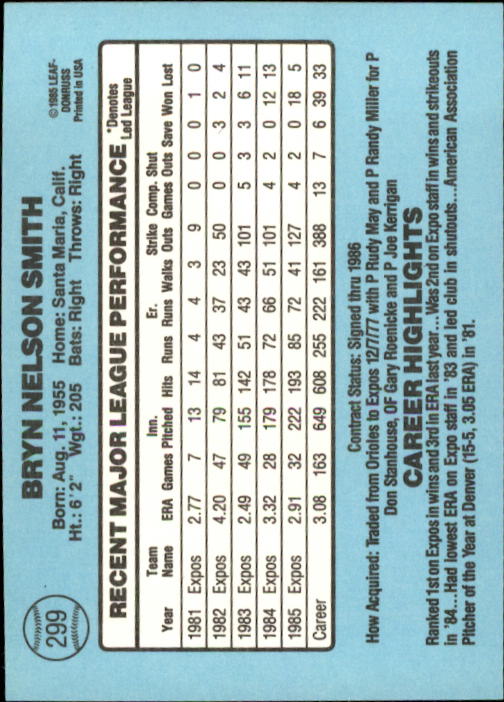 299
BRYN NELSON SMITH
Born: Aug. 11, 1955 Home: Santa Maria, Calif.
Ht.: 6'2" Wgt.: 205 Bats: Right Throws: Right
©1985 LEAF-
DONRUSS
Printed in USA
RECENT MAJOR LEAGUE PERFORMANCE *Denotes Led League
Year Team Name ERA Games Inn. Pitched Hits Runs Er. Runs Walks Strike Outs Comp. Games Shut Outs Save Won Lost
1981 Expos 2.77 7 13 14 4 4 3 9 0 0 0 1 0
1982 Expos 4.20 47 79 81 43 37 23 50 0 0 3 2 4
1983 Expos 2.49 49 155 142 51 43 43 101 5 3 3 6 11
1984 Expos 3.32 28 179 178 72 66 51 101 4 2 0 12 13
1985 Expos 2.91 32 222 193 85 72 41 127 4 2 0 18 5
Career 3.08 163 649 608 255 222 161 388 13 7 6 39 33
Contract Status: Signed thru 1986
How Acquired: Traded from Orioles to Expos 12/7/77 with P Rudy May and P Randy Miller for P
Don Stanhouse, OF Gary Roenicke and P Joe Kerrigan
CAREER HIGHLIGHTS
Ranked 1st on Expos in wins and 3rd in ERA last year...Was 2nd on Expo staff in wins and strikeouts
in '84...Had lowest ERA on Expo staff in '83 and led club in shutouts...American Association
Pitcher of the Year at Denver (15-5, 3.05 ERA) in '81.